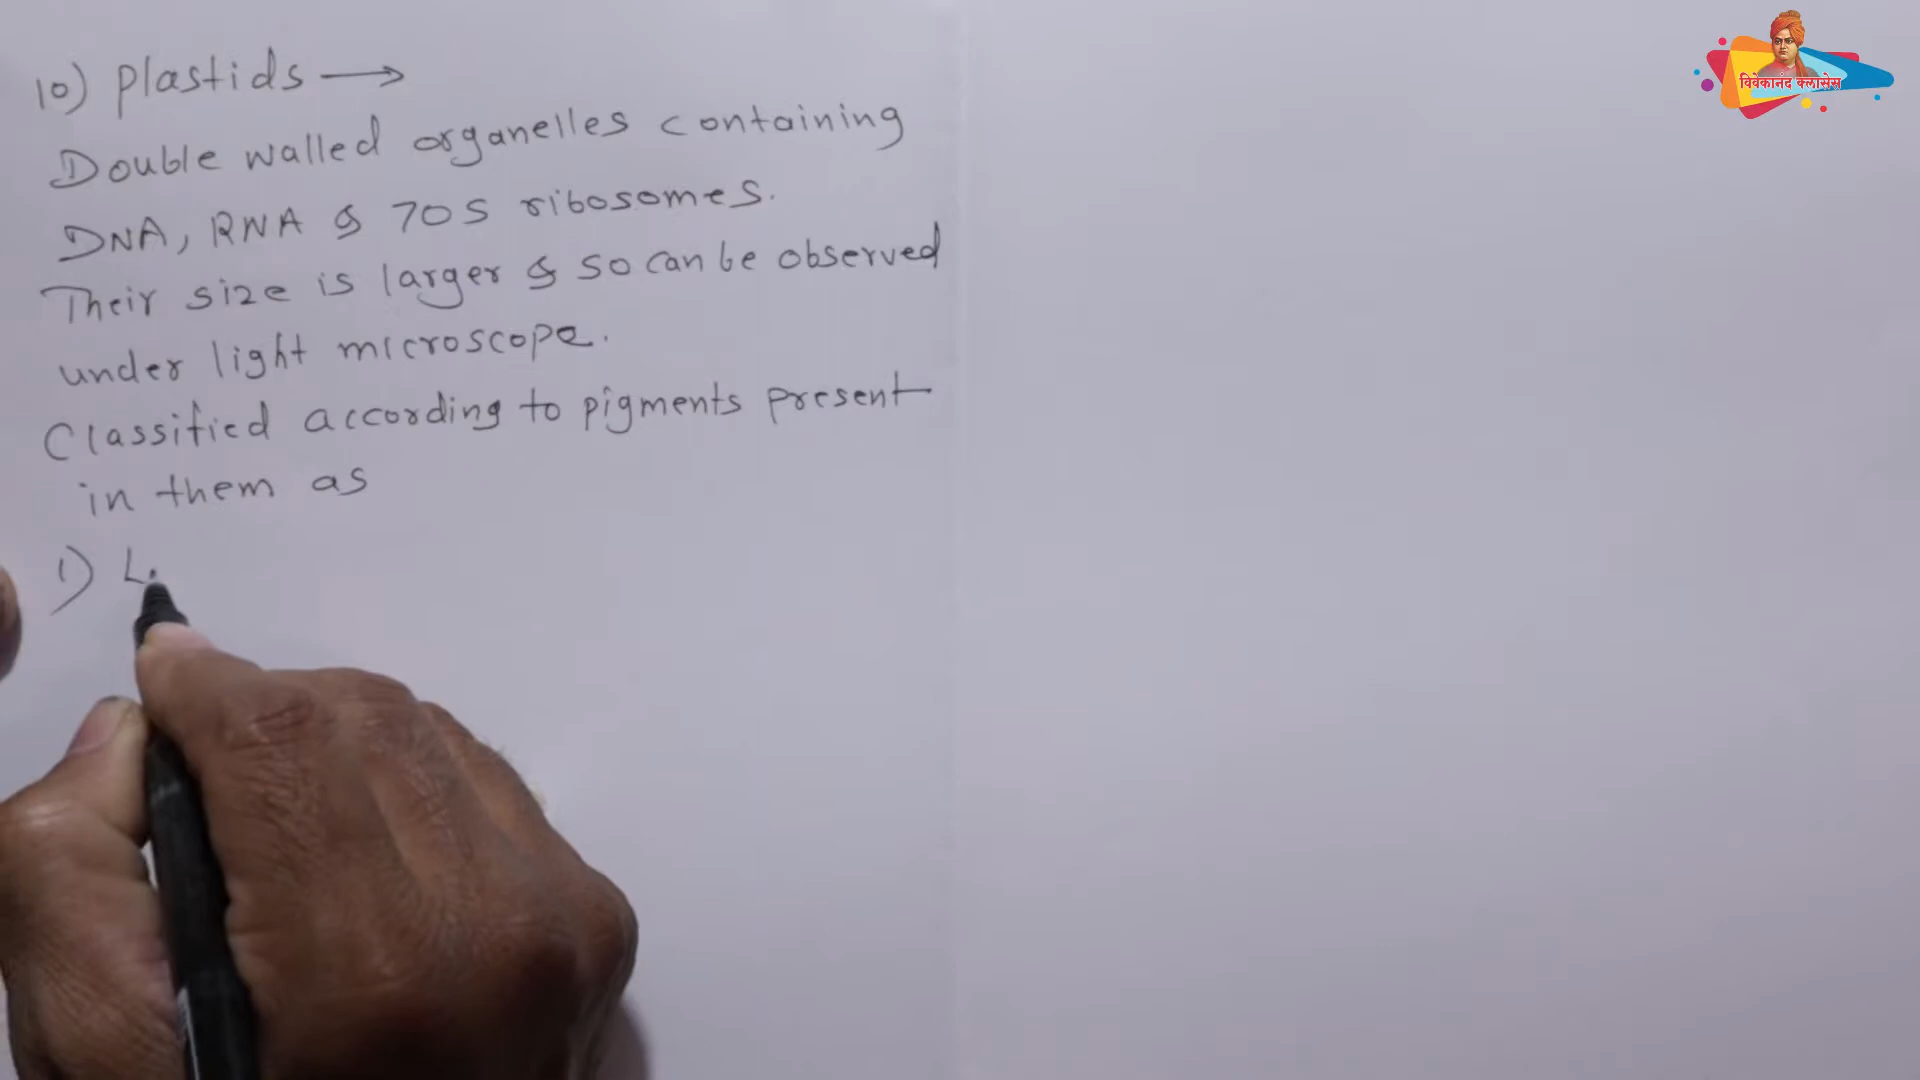 10) Plastids →
Double walled organelles containing
DNA, RNA & 70S ribosomes.
Their size is larger & so can be observed
under light microscope.
Classified according to pigments present
in them as
1) L
विवेकानंद क्लासेस